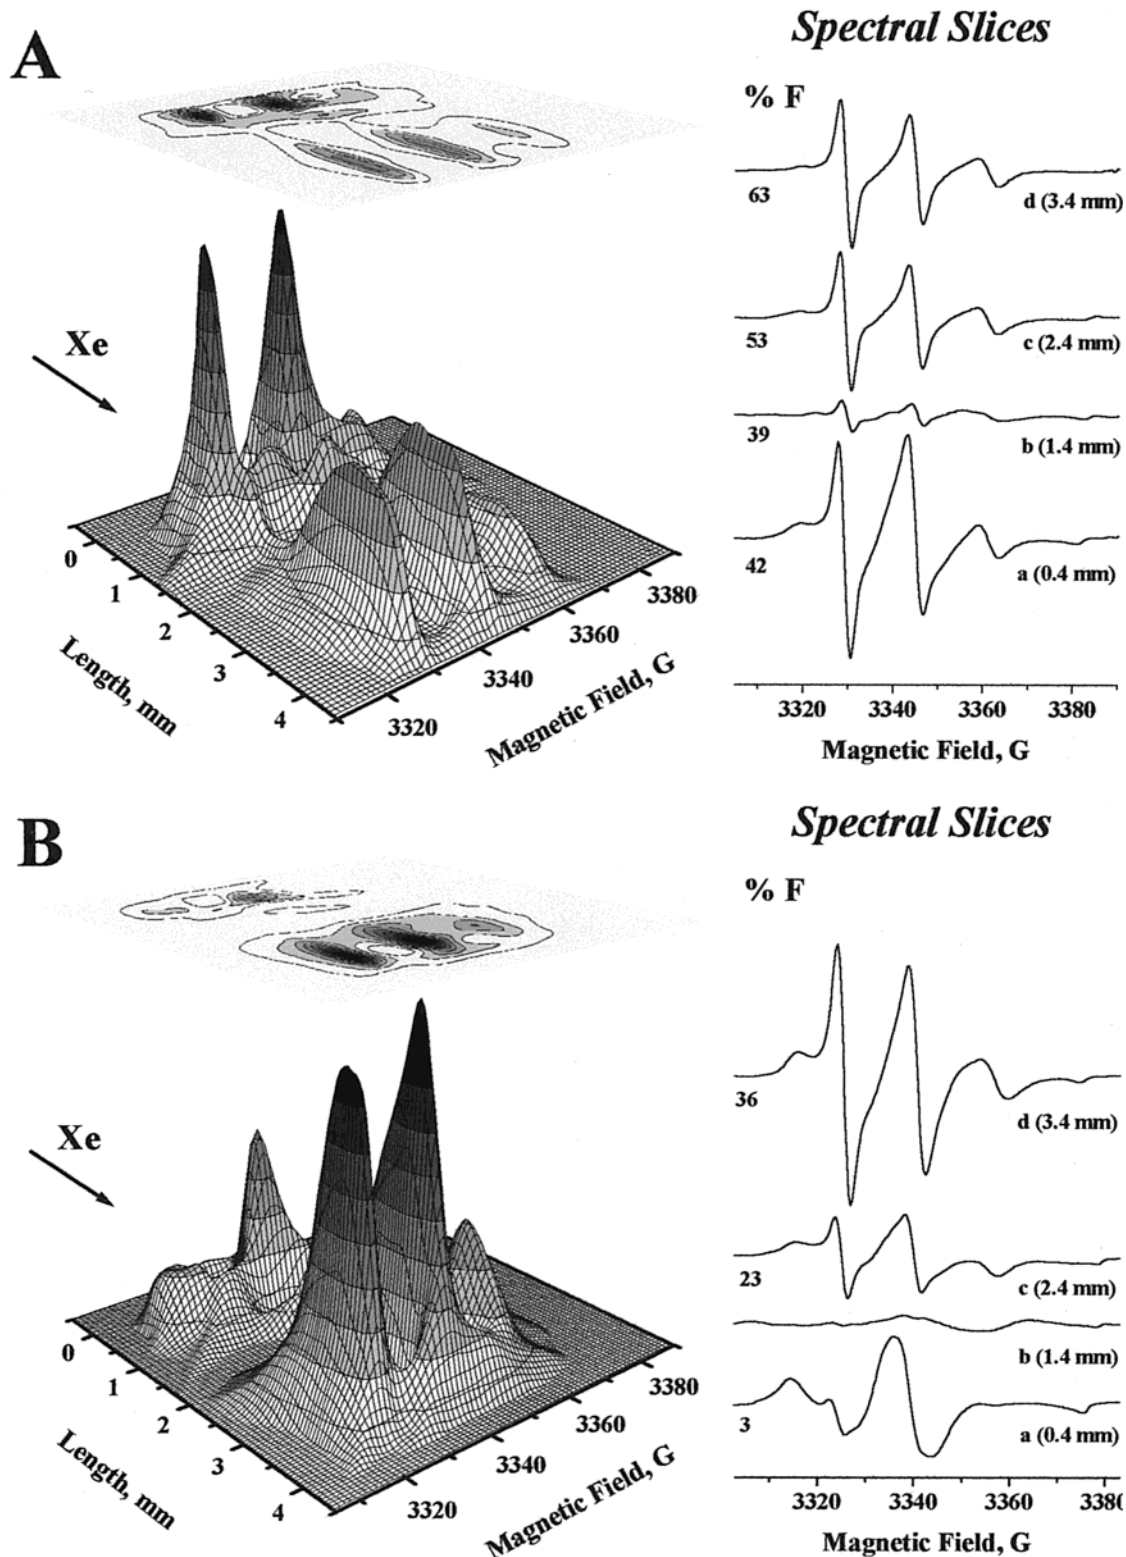 A
Spectral Slices
% F
63
d (3.4 mm)
53
c (2.4 mm)
39
b (1.4 mm)
42
a (0.4 mm)
3320 3340 3360 3380
Magnetic Field, G
Xe
0
1
2
3
4
Length, mm
3320
3340
3360
3380
Magnetic Field, G
B
Spectral Slices
% F
36
d (3.4 mm)
23
c (2.4 mm)
b (1.4 mm)
3
a (0.4 mm)
3320 3340 3360 3380
Magnetic Field, G
Xe
0
1
2
3
4
Length, mm
3320
3340
3360
3380
Magnetic Field, G